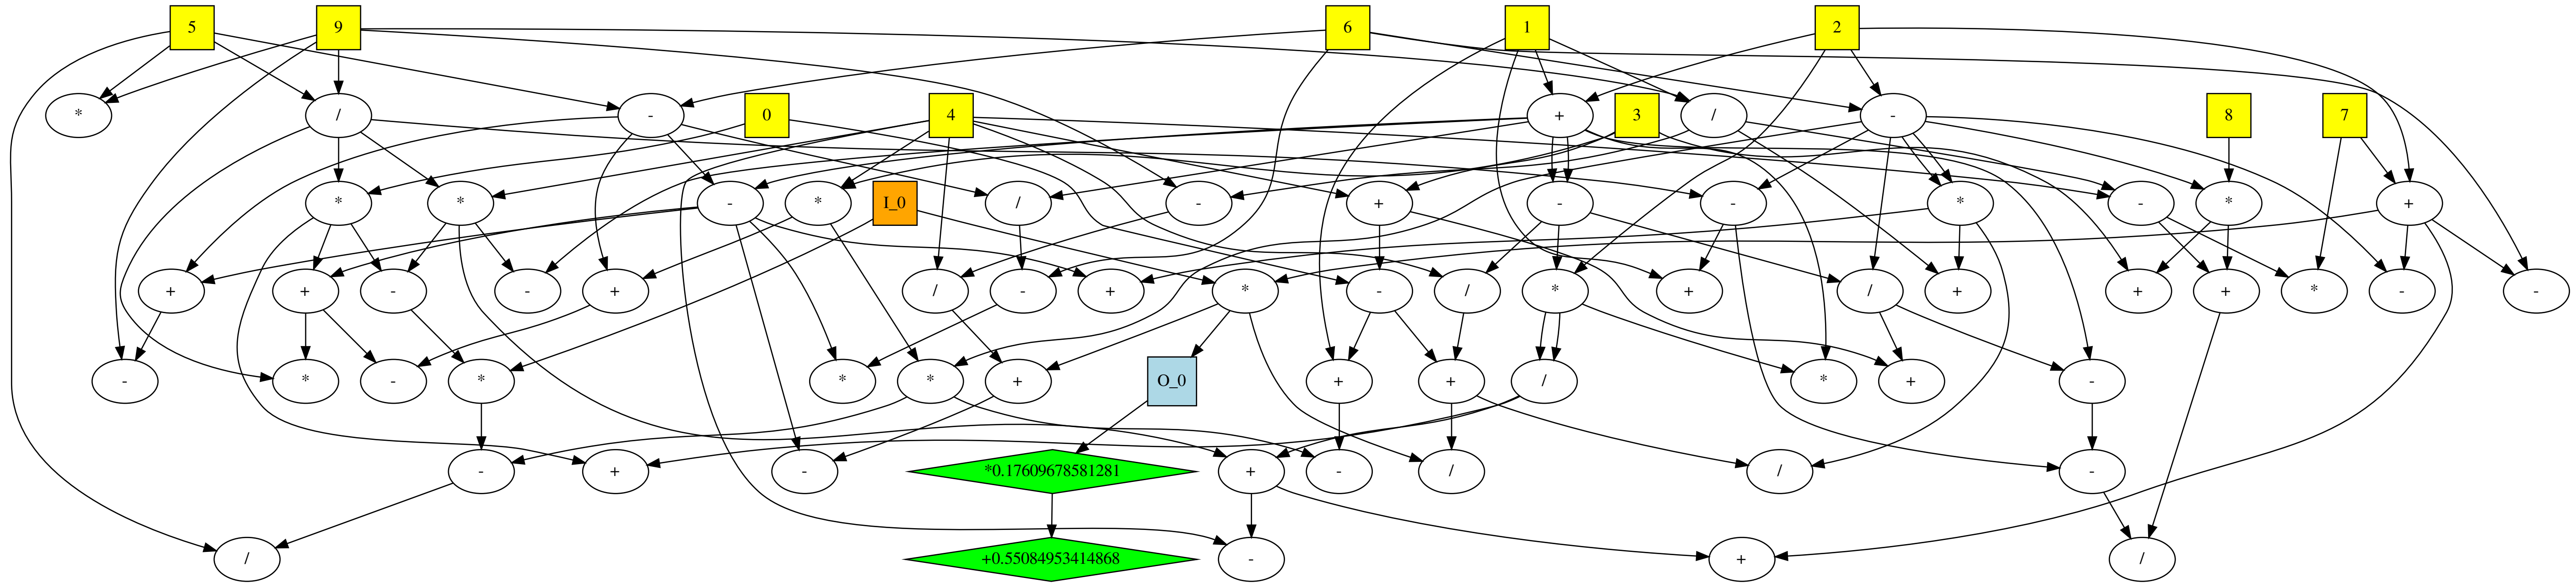 5 9 6 1 2
* / - 0 4 + 3 / - 8 7
* * - * I_0 / - + - - * - * +
+ + - - + / - + * - / * + / + + + * - -
- * - * * * + O_0 + + / * + -
- + - *0.17609678581281 + - / / -
/ +0.55084953414868 - + /